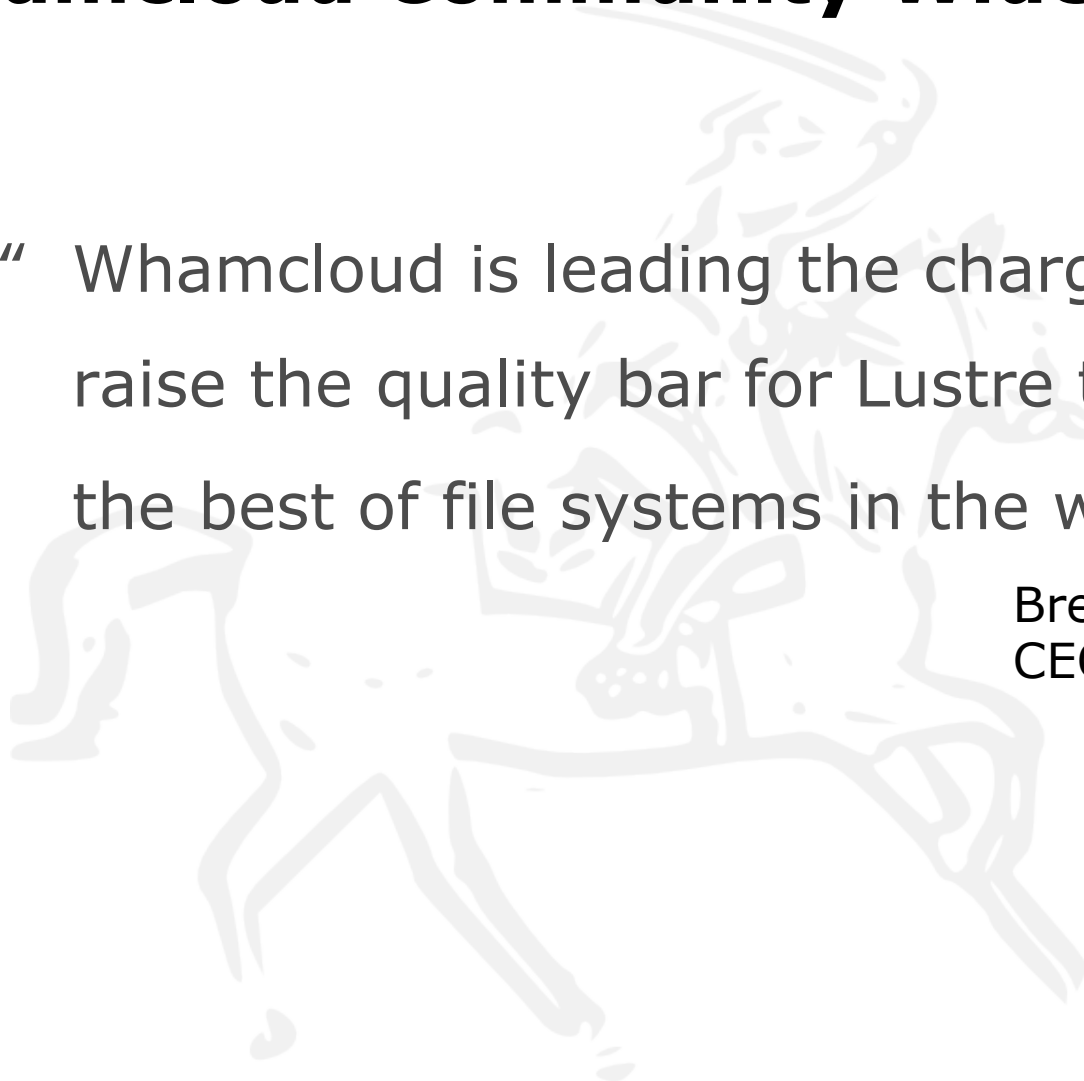 “ Whamcloud is leading the charg
raise the quality bar for Lustre t
the best of file systems in the w
Bre
CEO